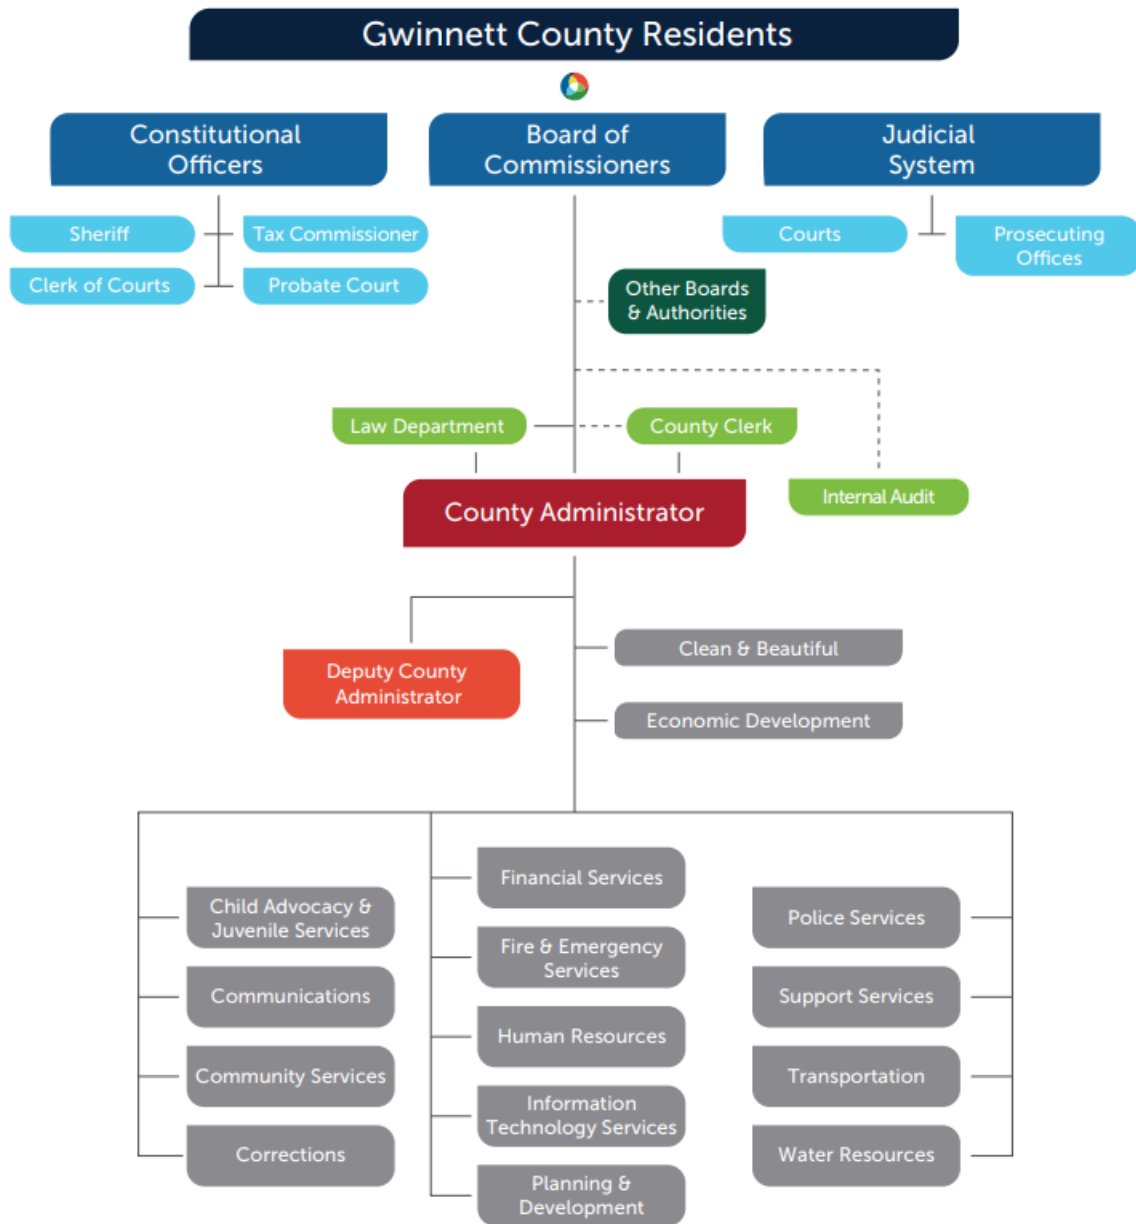 Gwinnett County Residents
Constitutional
Officers
Board of
Commissioners
Judicial
System
Sheriff
Tax Commissioner
Clerk of Courts
Probate Court
Courts
Prosecuting
Offices
Other Boards
& Authorities
Law Department
County Clerk
Internal Audit
County Administrator
Deputy County
Administrator
Clean & Beautiful
Economic Development
Child Advocacy &
Juvenile Services
Communications
Community Services
Corrections
Financial Services
Fire & Emergency
Services
Human Resources
Information
Technology Services
Planning &
Development
Police Services
Support Services
Transportation
Water Resources